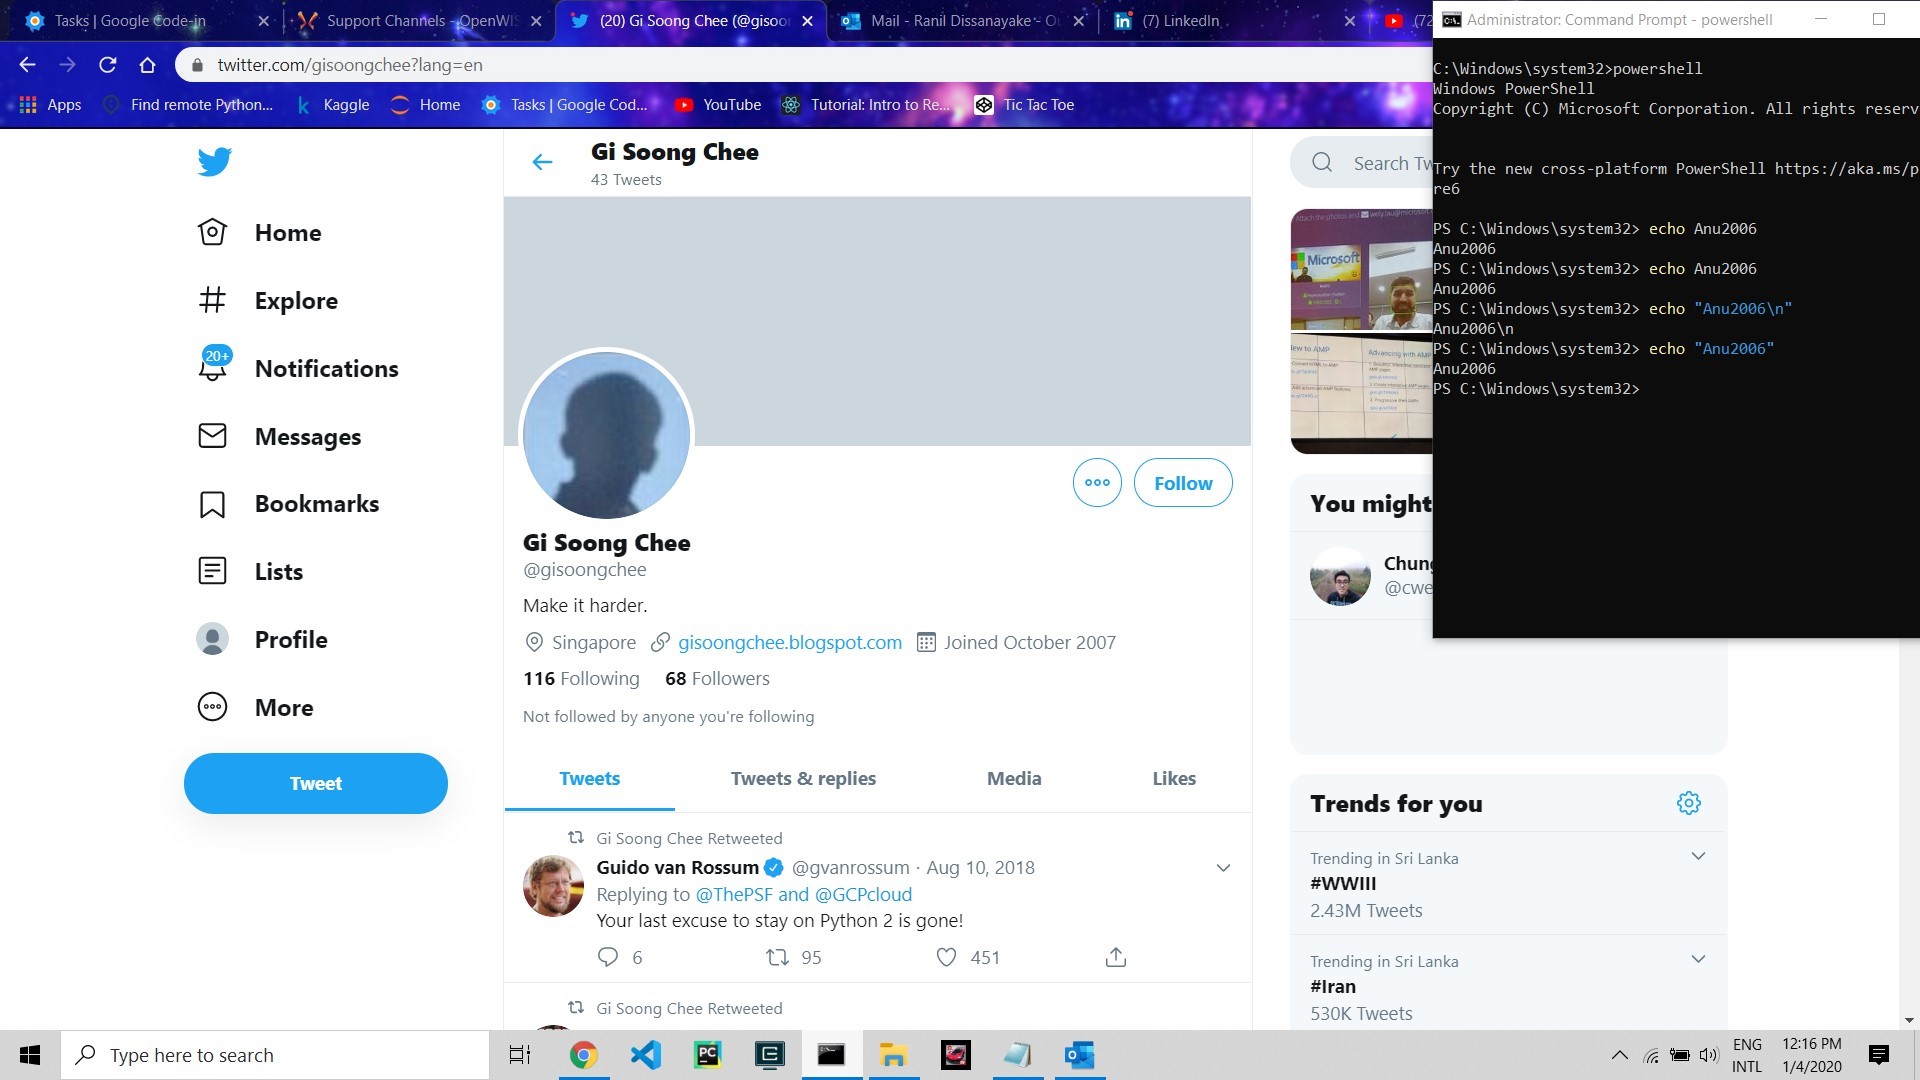 Tasks | Google Code-in
Support Channels - OpenWIS
(20) Gi Soong Chee (@gisoo
Mail - Ranil Dissanayake - Ou
(7) LinkedIn
(72
Administrator: Command Prompt - powershell
twitter.com/gisoongchee?lang=en
Apps
Find remote Python...
Kaggle
Home
Tasks | Google Cod...
YouTube
Tutorial: Intro to Re...
Tic Tac Toe
Home
Explore
20+
Notifications
Messages
Bookmarks
Lists
Profile
More
Tweet
Gi Soong Chee
43 Tweets
Follow
Gi Soong Chee
@gisoongchee
Make it harder.
Singapore gisoongchee.blogspot.com Joined October 2007
116 Following 68 Followers
Not followed by anyone you're following
Tweets
Tweets & replies
Media
Likes
Gi Soong Chee Retweeted
Guido van Rossum @gvanrossum · Aug 10, 2018
Replying to @ThePSF and @GCPcloud
Your last excuse to stay on Python 2 is gone!
6
95
451
Gi Soong Chee Retweeted
Search Tw
Microsoft
Advancing with AMP
You might
Chung
@cwe
Trends for you
Trending in Sri Lanka
#WWIII
2.43M Tweets
Trending in Sri Lanka
#Iran
530K Tweets
C:\Windows\system32>powershell
Windows PowerShell
Copyright (C) Microsoft Corporation. All rights reserv
Try the new cross-platform PowerShell https://aka.ms/p
re6
PS C:\Windows\system32> echo Anu2006
Anu2006
PS C:\Windows\system32> echo Anu2006
Anu2006
PS C:\Windows\system32> echo "Anu2006\n"
Anu2006\n
PS C:\Windows\system32> echo "Anu2006"
Anu2006
PS C:\Windows\system32>
Type here to search
PC
ENG
INTL
12:16 PM
1/4/2020